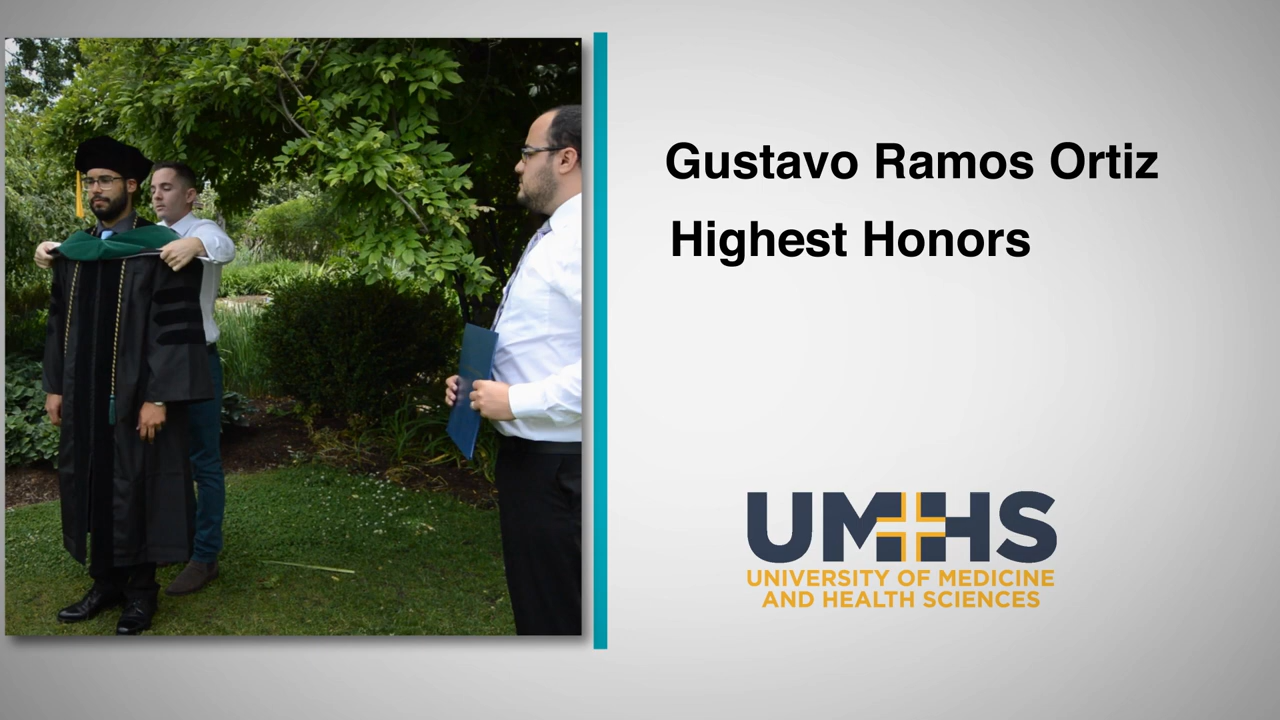 Gustavo Ramos Ortiz
Highest Honors
UMHS
UNIVERSITY OF MEDICINE
AND HEALTH SCIENCES